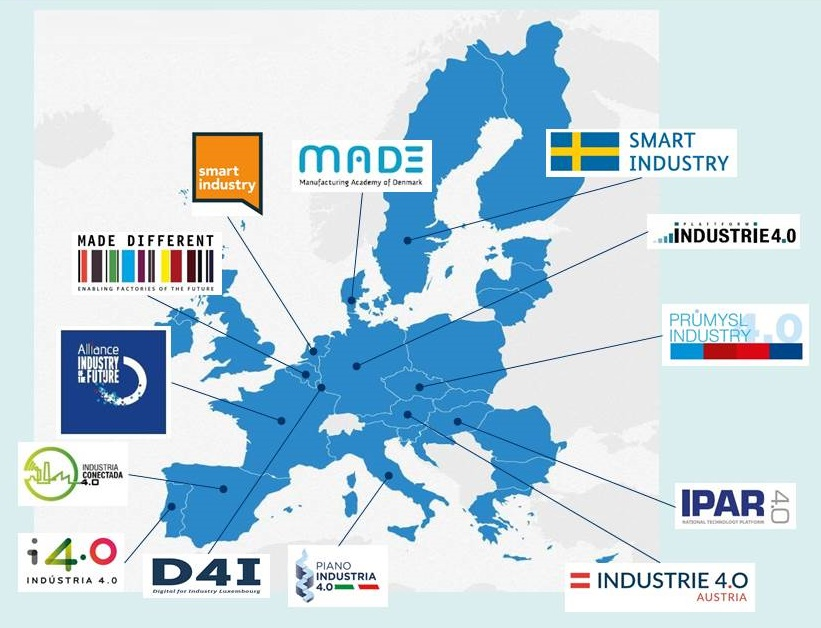 smart
industry
MADE
Manufacturing Academy of Denmark
SMART
INDUSTRY
PLATTFORM
INDUSTRIE4.0
MADE DIFFERENT
ENABLING FACTORIES OF THE FUTURE
PRŮMYSL
INDUSTRY 4.0
Alliance
INDUSTRY
OF THE
FUTURE
INDUSTRIA
CONECTADA
4.0
IPAR 4.0
NATIONAL TECHNOLOGY PLATFORM
i4.0
INDÚSTRIA 4.0
D4I
Digital for Industry Luxembourg
PIANO
INDUSTRIA
4.0
INDUSTRIE 4.0
AUSTRIA